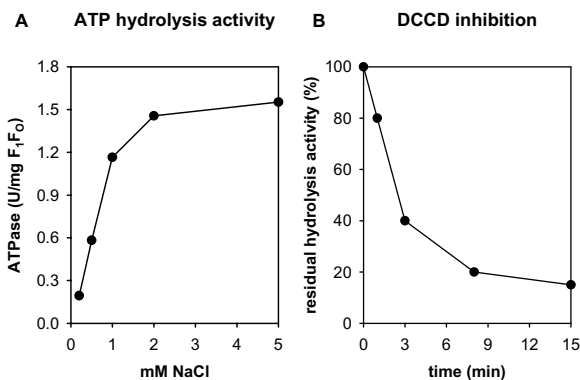 A ATP hydrolysis activity
ATPase (U/mg F1FO)
1.8
1.5
1.2
0.9
0.6
0.3
0.0
0 1 2 3 4 5
mM NaCl
B DCCD inhibition
residual hydrolysis activity (%)
100
80
60
40
20
0
0 3 6 9 12 15
time (min)